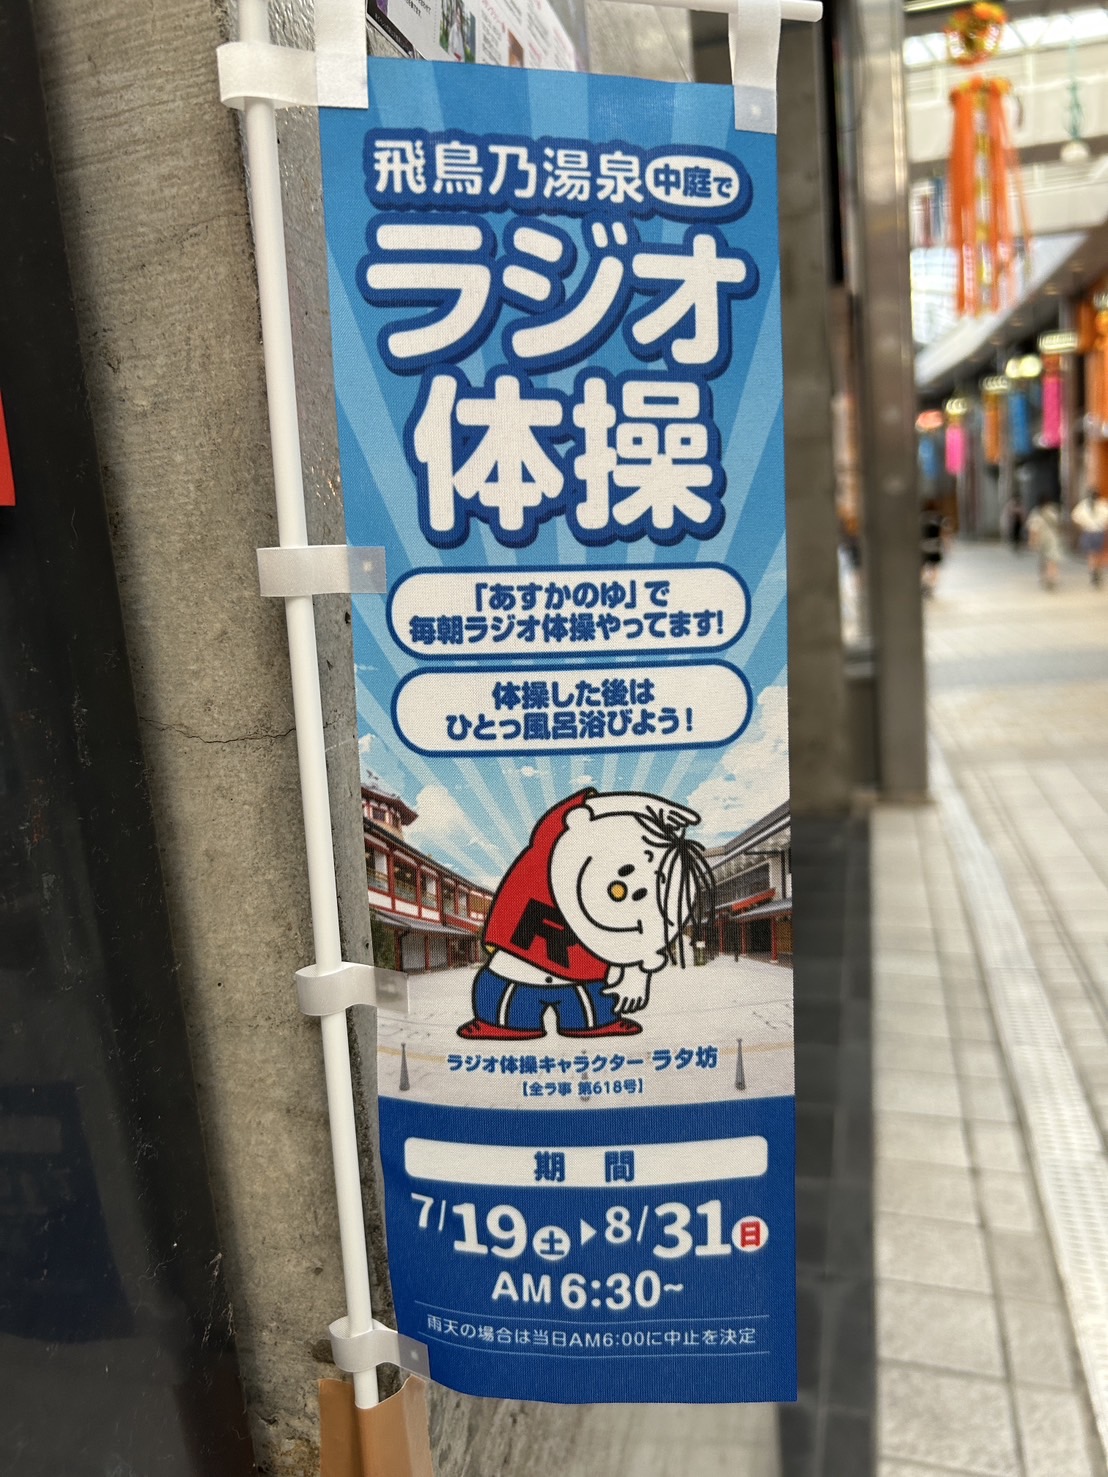 飛鳥乃湯泉 中庭で
ラジオ
体操
「あすかのゆ」で
毎朝ラジオ体操やってます!
体操した後は
ひとっ風呂浴びよう!
R
ラジオ体操キャラクター ラタ坊
【全ラ事 第618号】
期間
7/19土▶8/31日
AM6:30~
雨天の場合は当日AM6:00に中止を決定